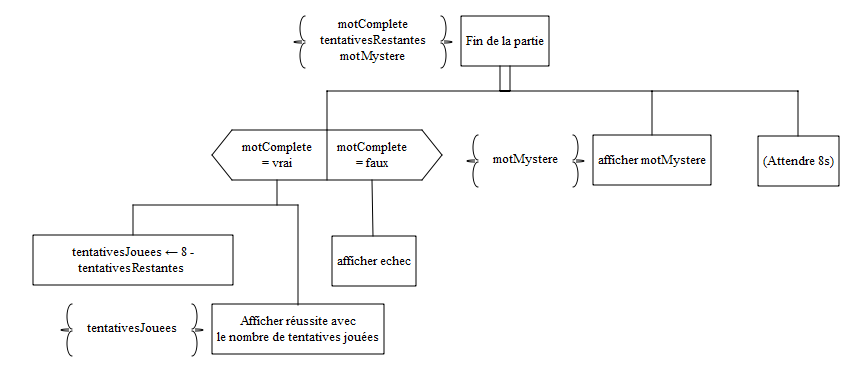 motComplete
tentativesRestantes
motMystere
Fin de la partie
motComplete
= vrai
motComplete
= faux
motMystere
afficher motMystere
(Attendre 8s)
tentativesJouees ← 8 -
tentativesRestantes
afficher echec
tentativesJouees
Afficher réussite avec
le nombre de tentatives jouées